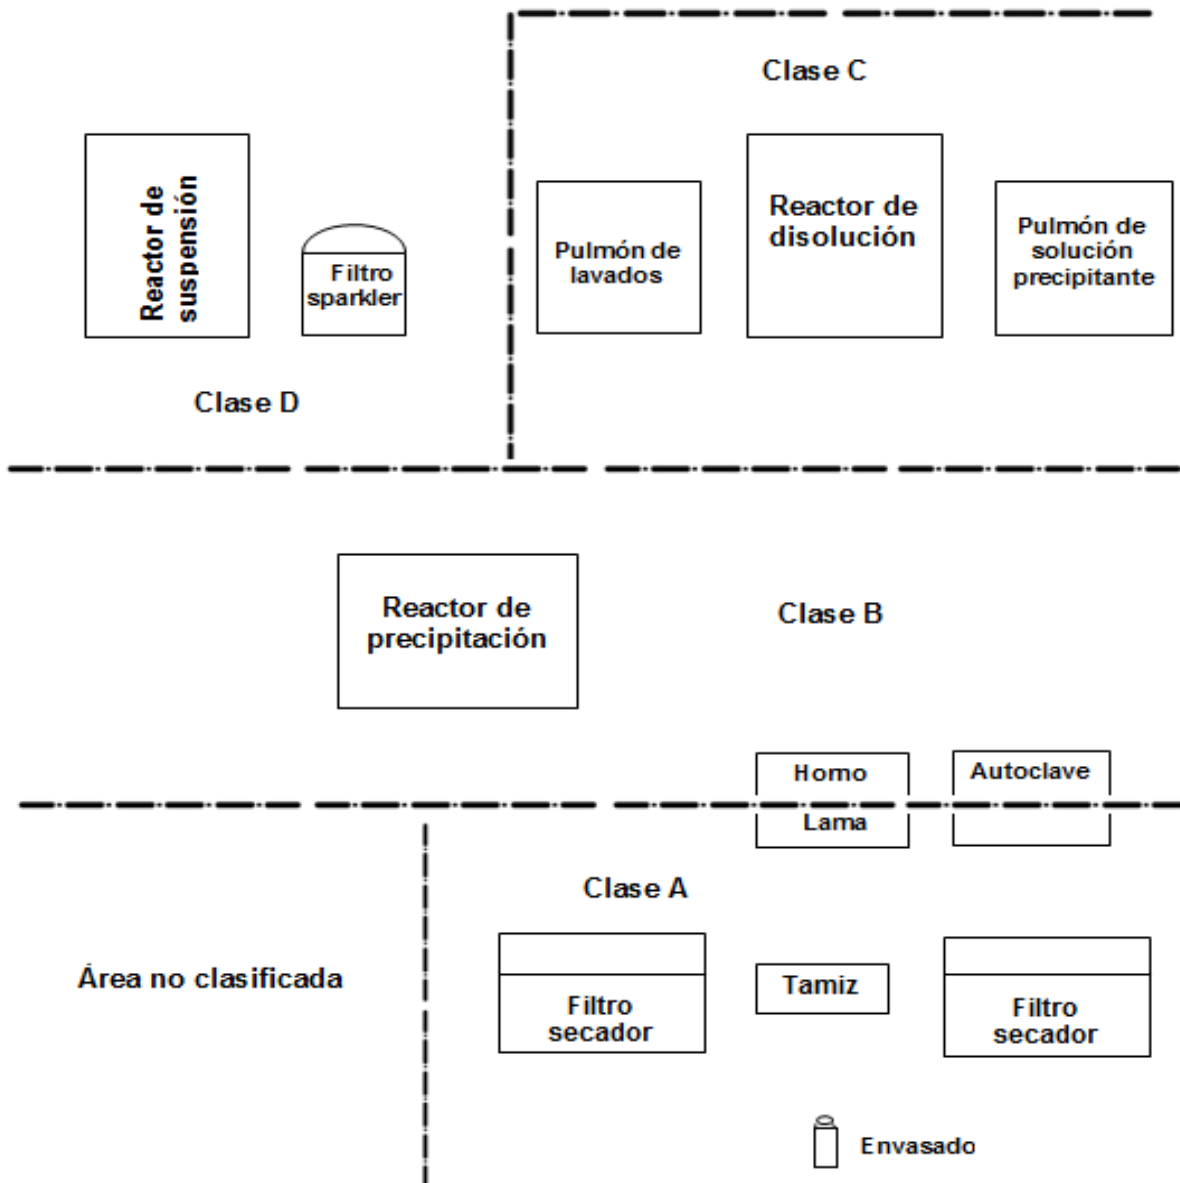 Clase C
Reactor de
suspensión
Filtro
sparkler
Clase D
Pulmón de
lavados
Reactor de
disolución
Pulmón de
solución
precipitante
Reactor de
precipitación
Clase B
Horno
Lama
Autoclave
Clase A
Área no clasificada
Filtro
secador
Tamiz
Filtro
secador
Envasado